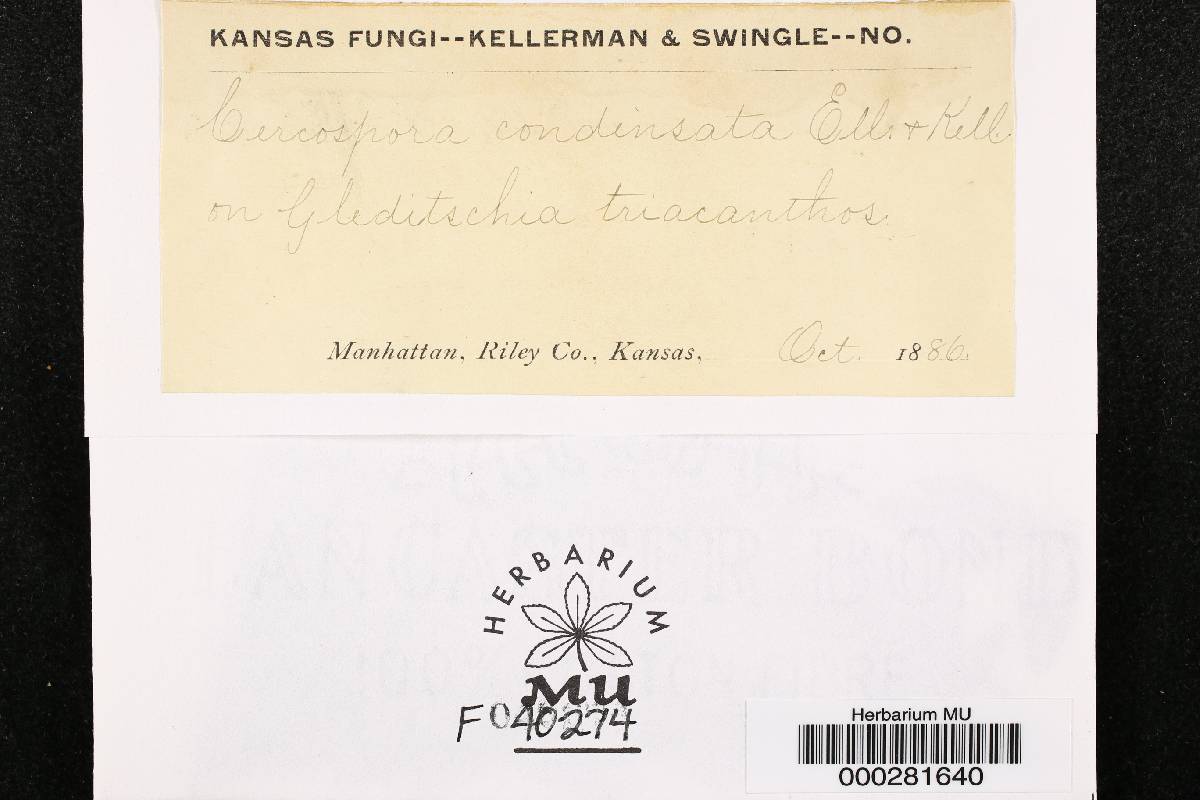 KANSAS FUNGI--KELLERMAN & SWINGLE--NO.
Cercospora condensata Ell. & Kell.
on Gleditschia triacanthos.
Manhattan, Riley Co., Kansas, Oct. 1886.
HERBARIUM
MU
F040274
Herbarium MU
000281640